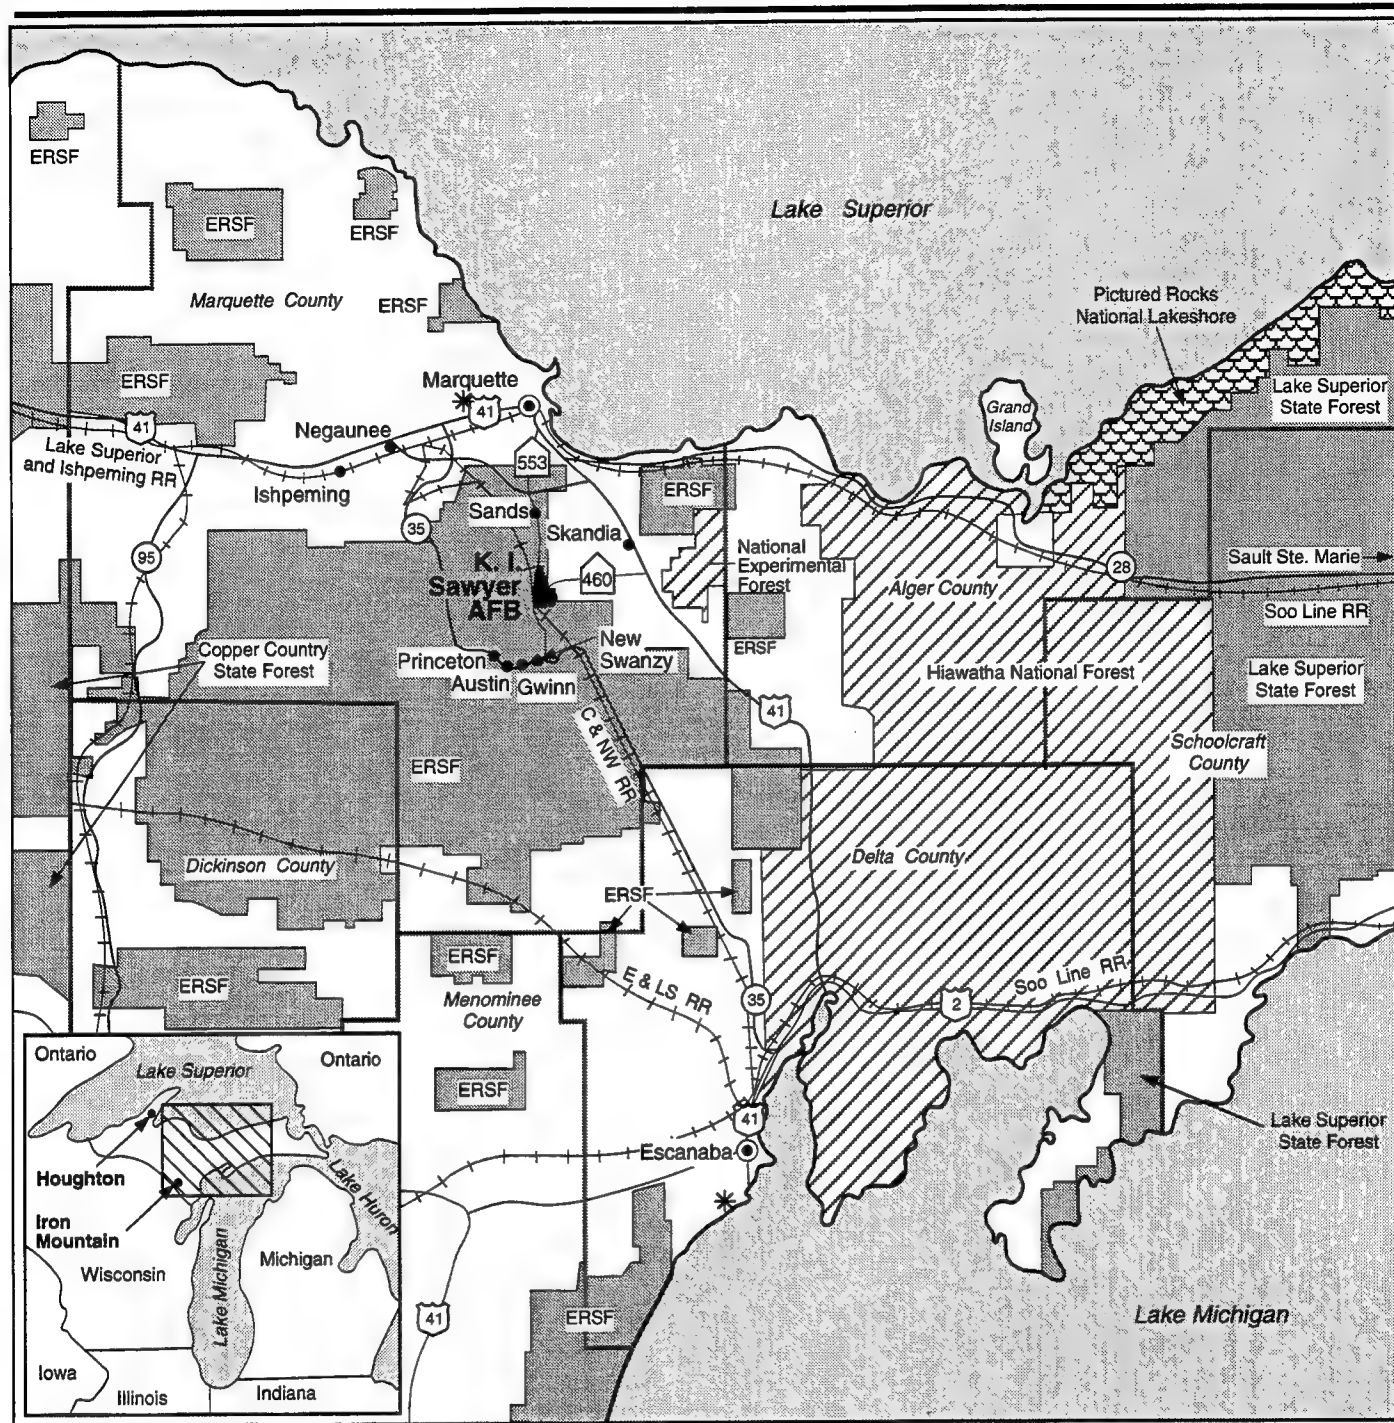 ERSF
ERSF
ERSF
Lake Superior
Marquette County
ERSF
Pictured Rocks
National Lakeshore
ERSF
Marquette
41
Lake Superior
State Forest
Grand
Island
41
Negaunee
Lake Superior
and Ishpeming RR
Ishpeming
553
ERSF
Sands
35
Skandia
95
National
Experimental
Forest
Sault Ste. Marie
28
K. I.
Sawyer
AFB
460
Alger County
Soo Line RR
Copper Country
State Forest
Princeton
Austin
Gwinn
New
Swanzy
ERSF
Hiawatha National Forest
Lake Superior
State Forest
41
C & NW RR
Schoolcraft
County
ERSF
Dickinson County
Delta County
ERSF
ERSF
ERSF
Menominee
County
E & LS RR
35
Soo Line RR
2
ERSF
41
Escanaba
Lake Superior
State Forest
ERSF
41
Lake Michigan
Ontario
Ontario
Lake Superior
Houghton
Iron
Mountain
Lake Huron
Wisconsin
Lake Michigan
Michigan
Iowa
Illinois
Indiana